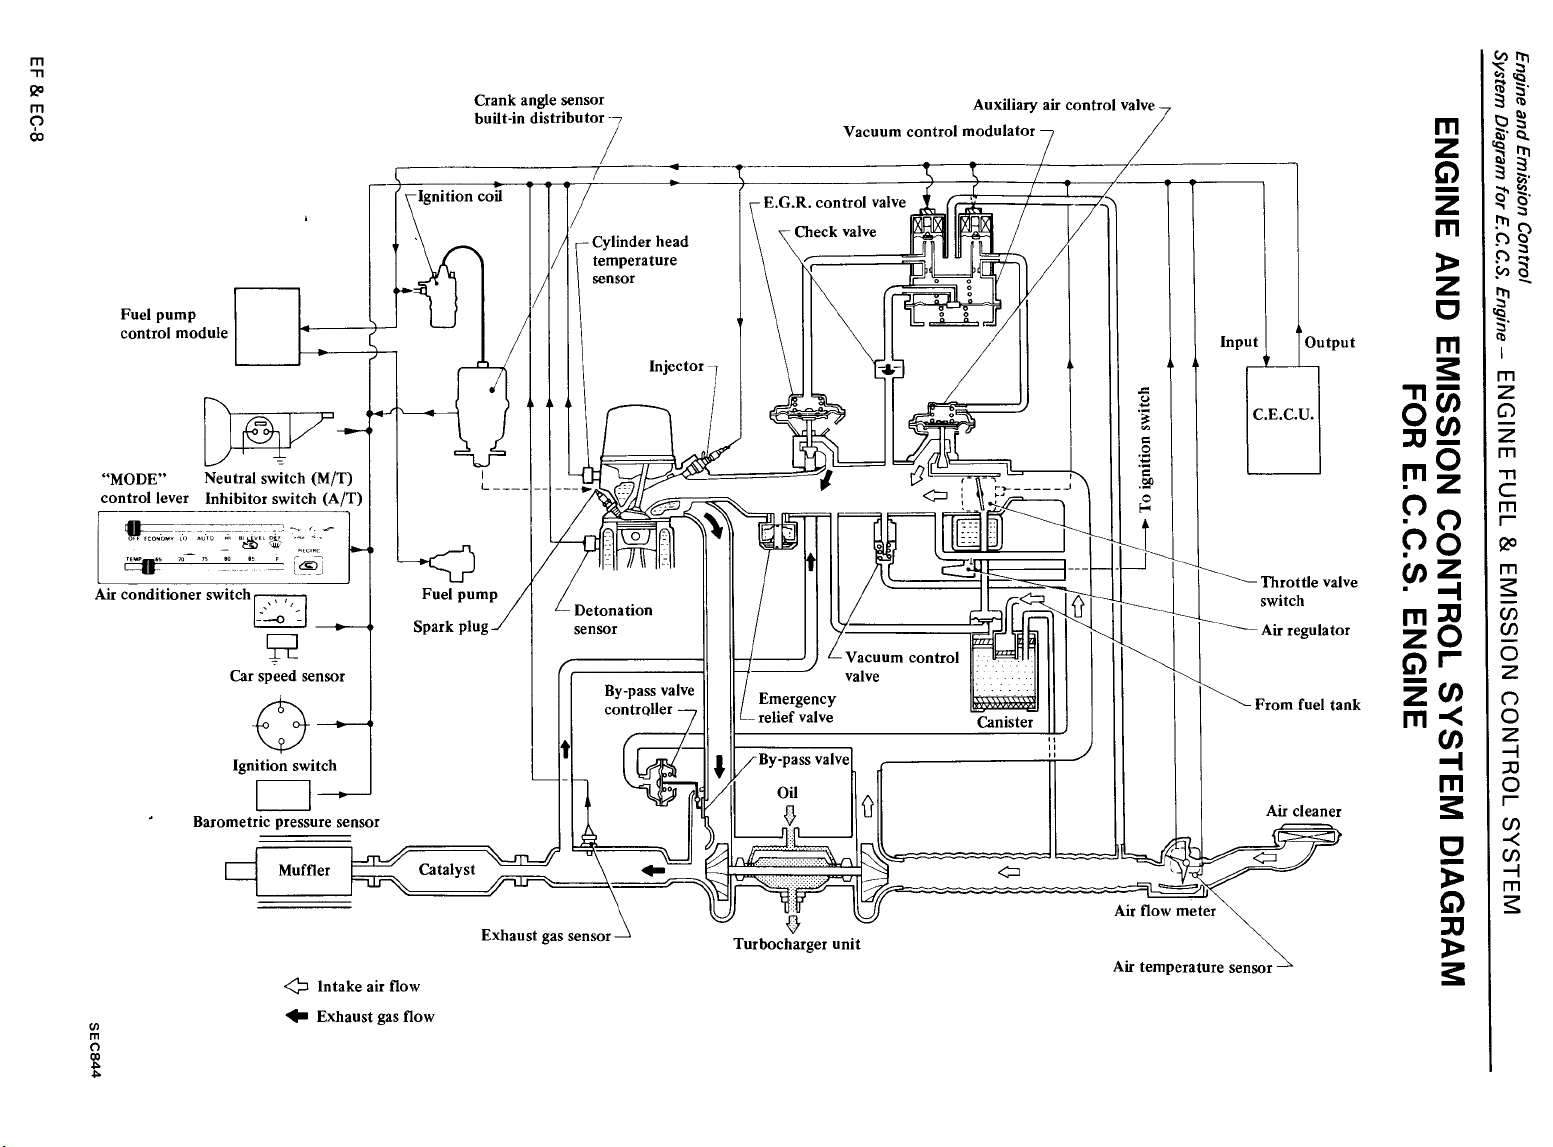 Engine and Emission Control
System Diagram for E.C.C.S. Engine — ENGINE FUEL & EMISSION CONTROL SYSTEM
ENGINE AND EMISSION CONTROL SYSTEM DIAGRAM
FOR E.C.C.S. ENGINE
EF & EC-8
Crank angle sensor
built-in distributor
Auxiliary air control valve
Vacuum control modulator
Ignition coil
E.G.R. control valve
Check valve
Cylinder head
temperature
sensor
Fuel pump
control module
Injector
Input
Output
C.E.C.U.
To ignition switch
"MODE"
control lever
Neutral switch (M/T)
Inhibitor switch (A/T)
OFF ECONOMY LO AUTO HI BI-LEVEL DEF
RECIRC
TEMP 65 70 75 80 85 F
Air conditioner switch
Fuel pump
Spark plug
Detonation
sensor
Throttle valve
switch
Air regulator
Car speed sensor
Vacuum control
valve
By-pass valve
controller
Emergency
relief valve
Canister
From fuel tank
Ignition switch
By-pass valve
Oil
Barometric pressure sensor
Air cleaner
Muffler
Catalyst
Air flow meter
Exhaust gas sensor
Turbocharger unit
Air temperature sensor
Intake air flow
Exhaust gas flow
SEC844